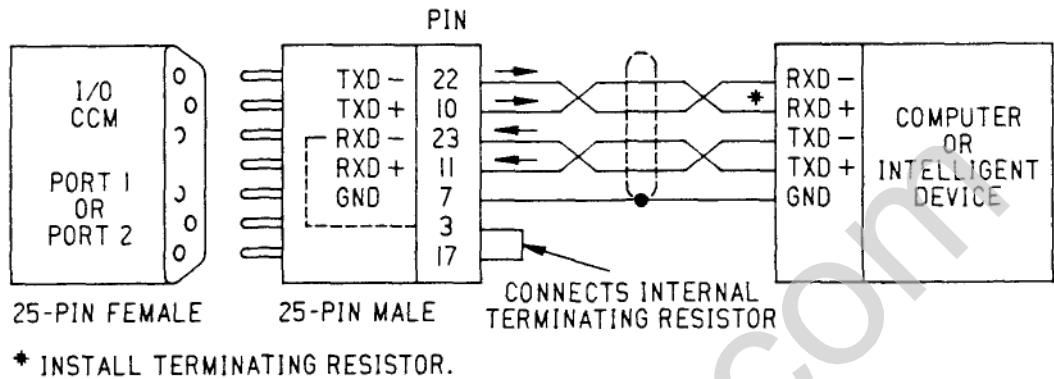 PIN
I/O
CCM
PORT 1
OR
PORT 2
25-PIN FEMALE
TXD - 22
TXD + 10
RXD - 23
RXD + 11
GND 7
3
17
25-PIN MALE
CONNECTS INTERNAL
TERMINATING RESISTOR
RXD -
* RXD +
TXD -
TXD +
GND
COMPUTER
OR
INTELLIGENT
DEVICE
* INSTALL TERMINATING RESISTOR.
com